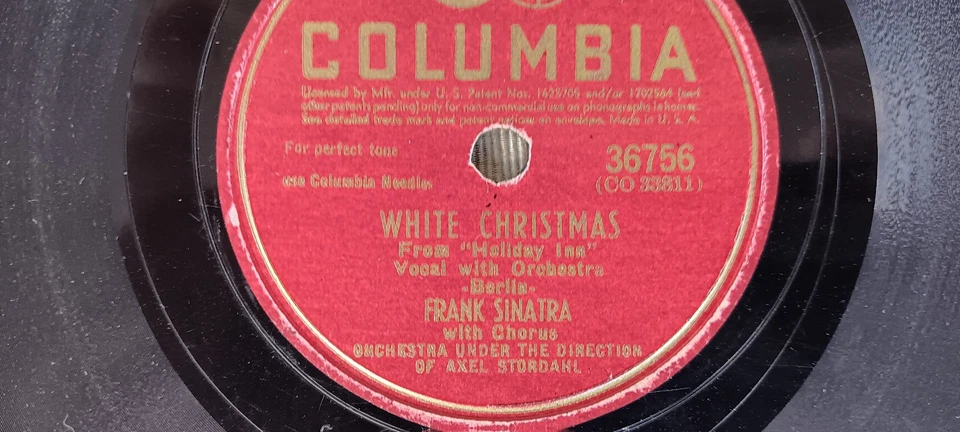 COLUMBIA
Licensed by Mfr. under U. S. Patent Nos. 1625705 and/or 1702564 (and
other patents pending) only for non-commercial use on phonographs in homes.
See detailed trade mark and patent notices on envelope. Made in U. S. A.
For perfect tone
use Columbia Needles
36756
(CO 33811)
WHITE CHRISTMAS
From "Holiday Inn"
Vocal with Orchestra
-Berlin-
FRANK SINATRA
with Chorus
ORCHESTRA UNDER THE DIRECTION
OF AXEL STORDAHL